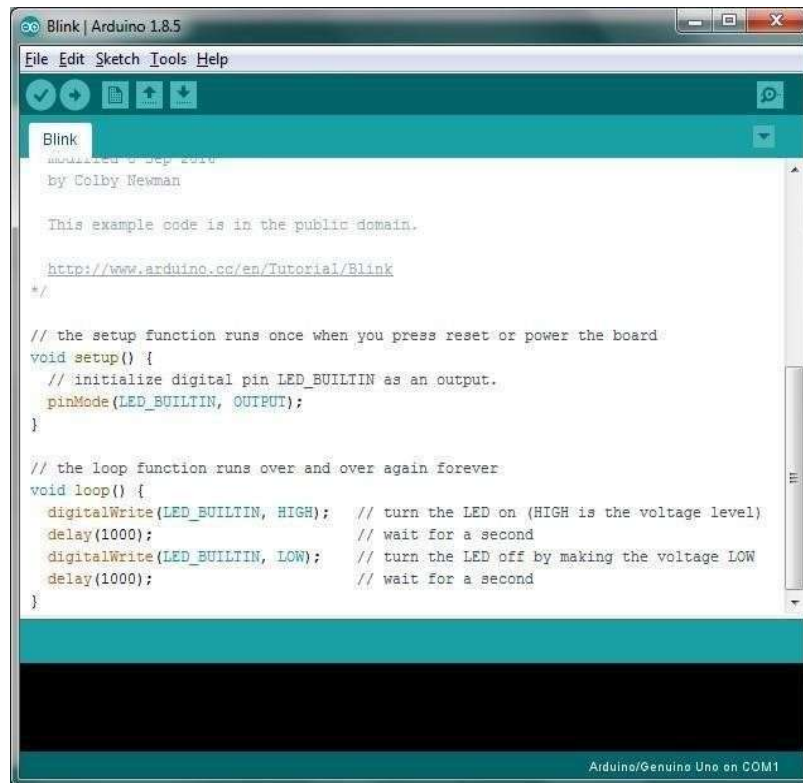 Blink | Arduino 1.8.5
File Edit Sketch Tools Help
Blink
by Colby Newman
This example code is in the public domain.
http://www.arduino.cc/en/Tutorial/Blink
*/
// the setup function runs once when you press reset or power the board
void setup() {
  // initialize digital pin LED_BUILTIN as an output.
  pinMode(LED_BUILTIN, OUTPUT);
}
// the loop function runs over and over again forever
void loop() {
  digitalWrite(LED_BUILTIN, HIGH);   // turn the LED on (HIGH is the voltage level)
  delay(1000);                       // wait for a second
  digitalWrite(LED_BUILTIN, LOW);    // turn the LED off by making the voltage LOW
  delay(1000);                       // wait for a second
}
Arduino/Genuino Uno on COM1